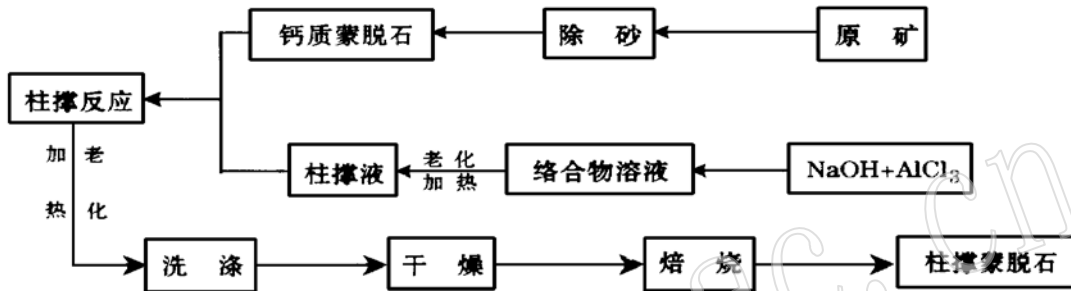 钙质蒙脱石
除 砂
原 矿
柱撑反应
加 老
热 化
柱撑液
老 化
加 热
络合物溶液
NaOH+AlCl₃
洗 涤
干 燥
焙 烧
柱撑蒙脱石